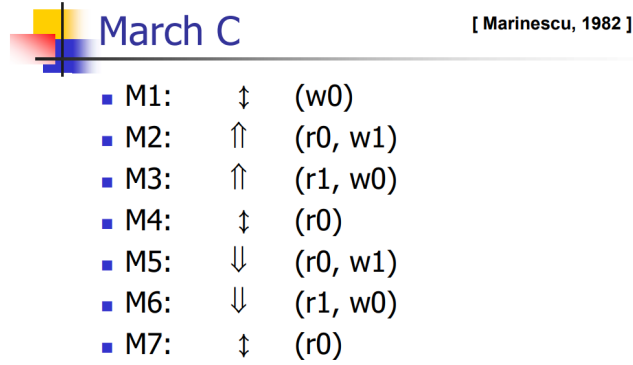 March C
[ Marinescu, 1982 ]
M1: ↕ (w0)
M2: ⇑ (r0, w1)
M3: ⇑ (r1, w0)
M4: ↕ (r0)
M5: ⇓ (r0, w1)
M6: ⇓ (r1, w0)
M7: ↕ (r0)